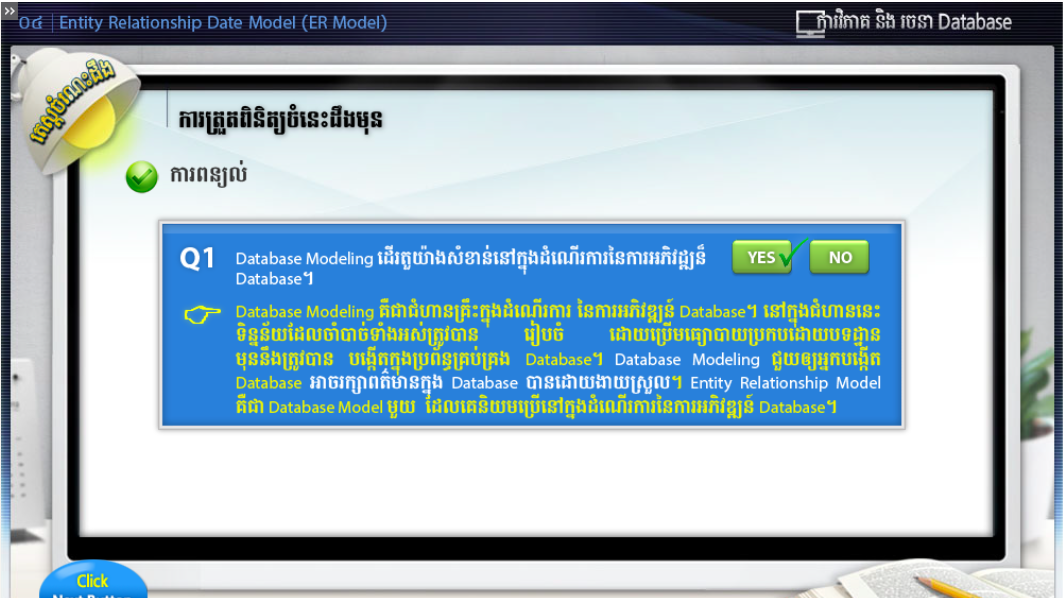 »
០៤ | Entity Relationship Date Model (ER Model)
ការវិភាគ និង រចនា Database
តេស្តចំណេះដឹង
ការត្រួតពិនិត្យចំនេះដឹងមុន
ការពន្យល់
Q1 Database Modeling ដើរតួយ៉ាងសំខាន់នៅក្នុងដំណើរការនៃការអភិវដ្ឍន៏ YES NO
Database។
Database Modeling គឺជាជំហានគ្រឹះក្នុងដំណើរការ នៃការអភិវឌ្ឍន៍ Database។ នៅក្នុងជំហាននេះ
ទិន្នន័យដែលចាំបាច់ទាំងអស់ត្រូវបាន រៀបចំ ដោយប្រើមធ្យោបាយប្រកបដោយបទដ្ឋាន
មុននឹងត្រូវបាន បង្កើតក្នុងប្រព័ន្ធគ្រប់គ្រង Database។ Database Modeling ជួយឲ្យអ្នកបង្កើត
Database អាចរក្សាពត៌មានក្នុង Database បានដោយងាយស្រួល។ Entity Relationship Model
គឺជា Database Model មួយ ដែលគេនិយមប្រើនៅក្នុងដំណើរការនៃការអភិវឌ្ឍន៍ Database។
Click
Next Button